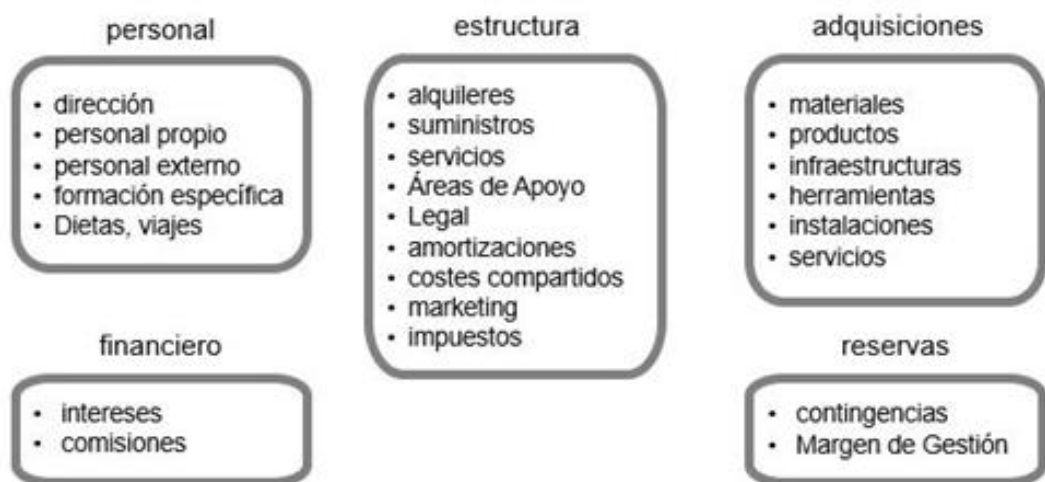 personal
• dirección
• personal propio
• personal externo
• formación específica
• Dietas, viajes
estructura
• alquileres
• suministros
• servicios
• Áreas de Apoyo
• Legal
• amortizaciones
• costes compartidos
• marketing
• impuestos
adquisiciones
• materiales
• productos
• infraestructuras
• herramientas
• instalaciones
• servicios
financiero
• intereses
• comisiones
reservas
• contingencias
• Margen de Gestión